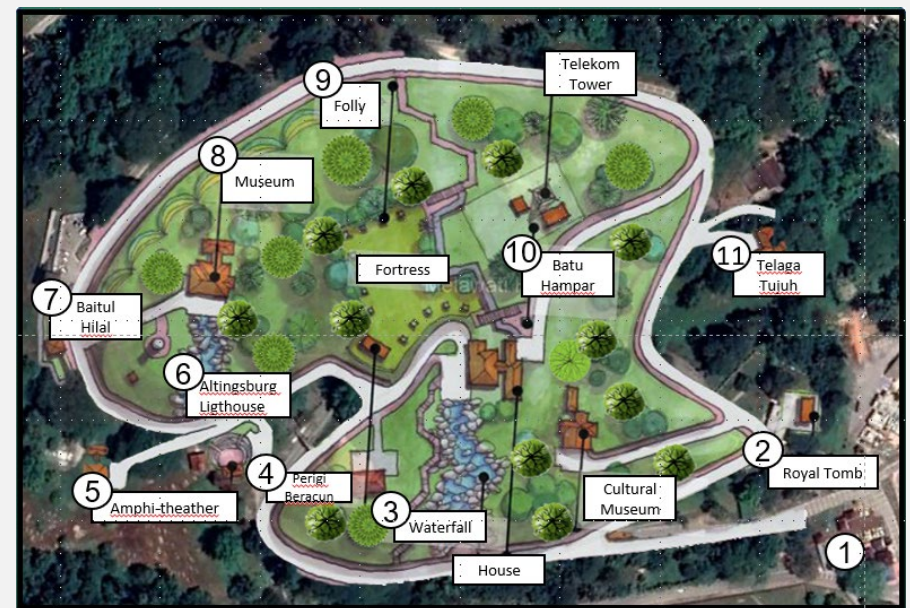 9
Folly
Telekom
Tower
8
Museum
Fortress
10
Batu
Hampar
11
Telaga
Tujuh
7
Baitul
Hilal
6
Altingsburg
Ligthouse
5
Amphi-theather
4
Perigi
Beracun
3
Waterfall
House
Cultural
Museum
2
Royal Tomb
1